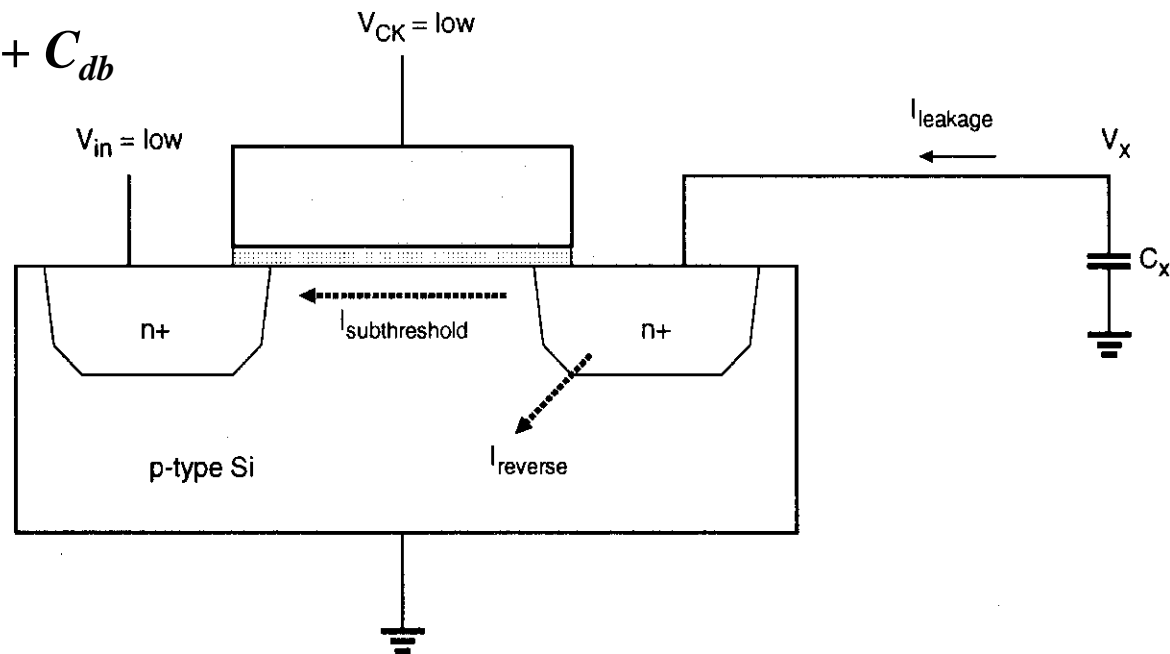 + C_db
V_CK = low
V_in = low
I_leakage
V_x
C_x
n+
I_subthreshold
n+
I_reverse
p-type Si